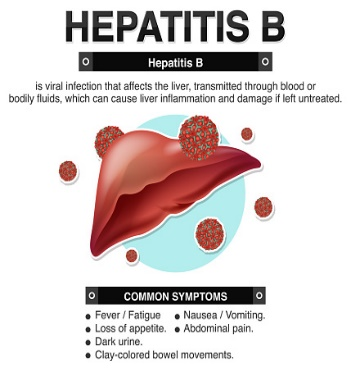 HEPATITIS B
Hepatitis B
is viral infection that affects the liver, transmitted through blood or
bodily fluids, which can cause liver inflammation and damage if left untreated.
COMMON SYMPTOMS
• Fever / Fatigue
• Loss of appetite.
• Dark urine.
• Clay-colored bowel movements.
• Nausea / Vomiting.
• Abdominal pain.